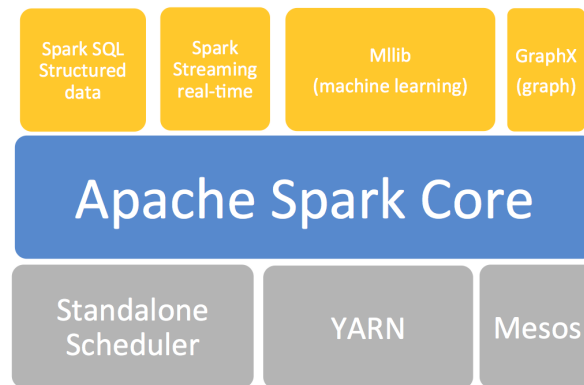 Spark SQL
Structured
data
Spark
Streaming
real-time
Mllib
(machine learning)
GraphX
(graph)
Apache Spark Core
Standalone
Scheduler
YARN
Mesos